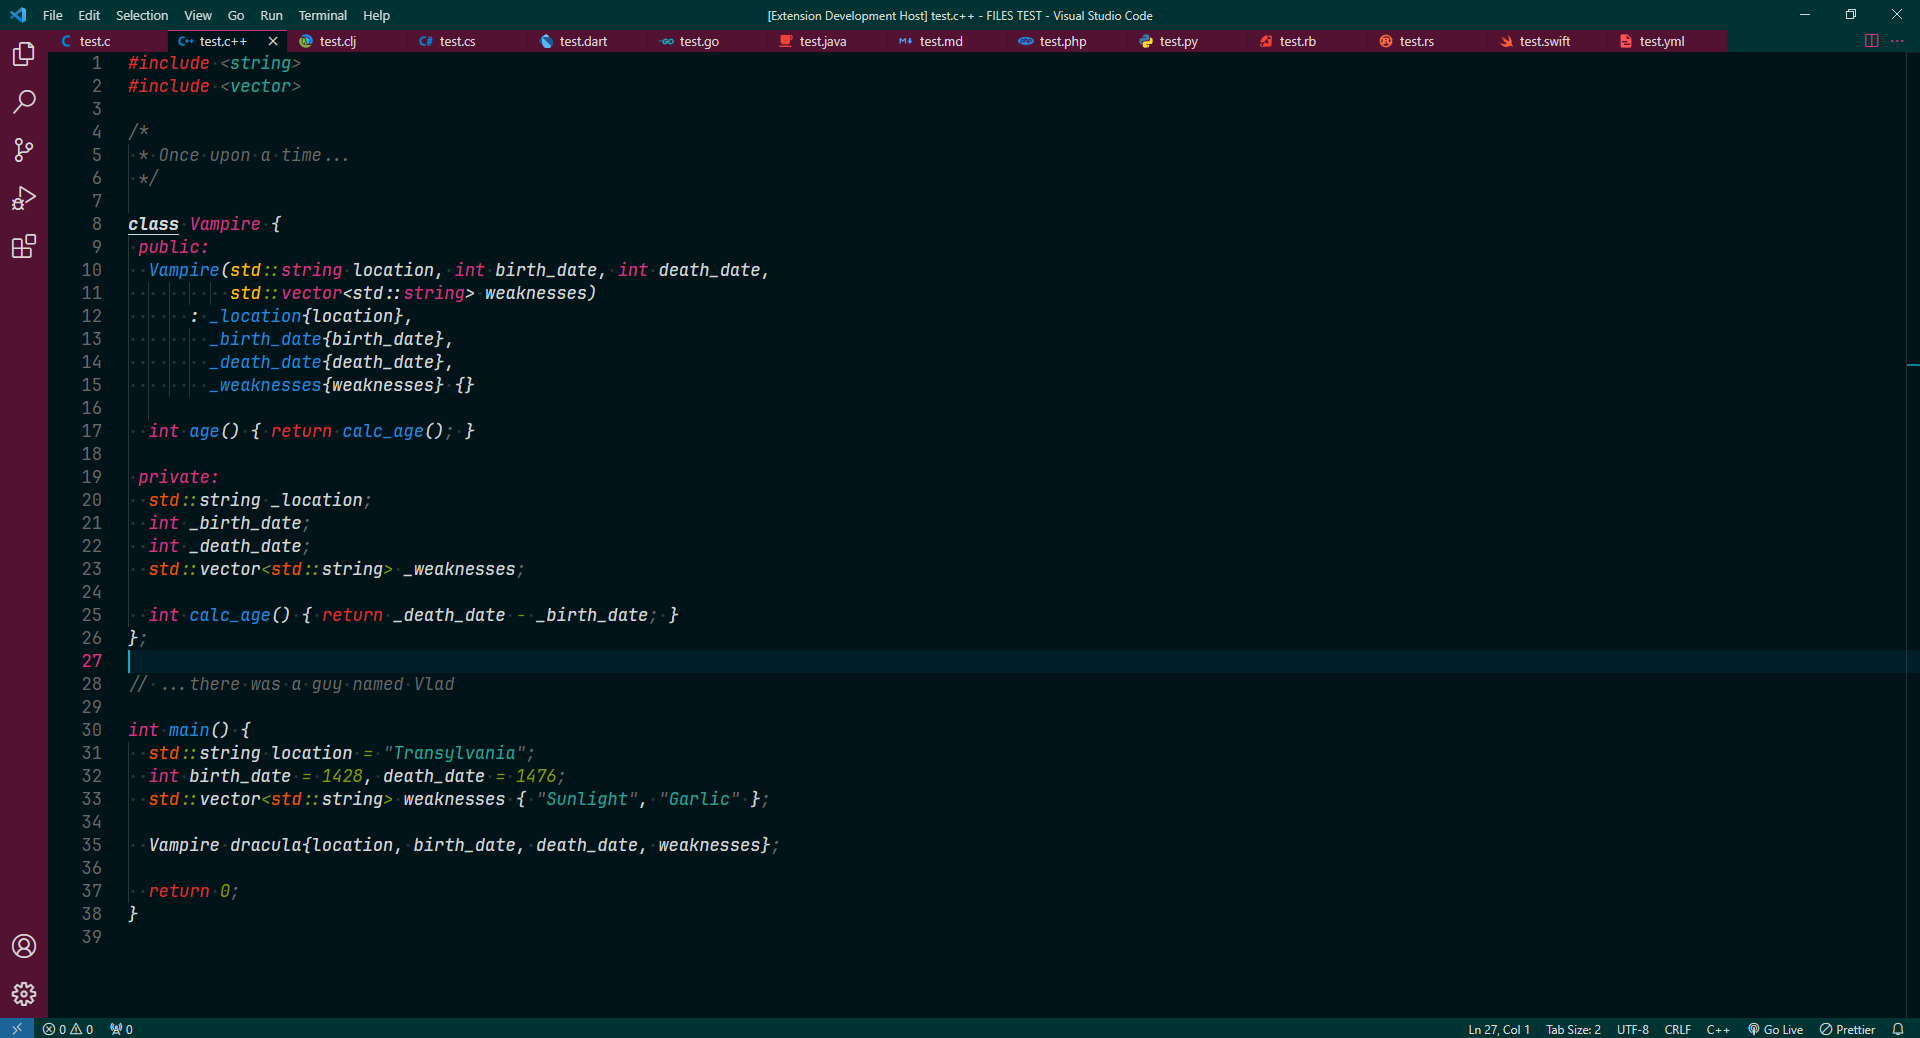 File Edit Selection View Go Run Terminal Help [Extension Development Host] test.c++ - FILES TEST - Visual Studio Code
test.c test.c++ test.clj test.cs test.dart test.go test.java test.md test.php test.py test.rb test.rs test.swift test.yml
1 #include <string>
2 #include <vector>
3
4 /*
5  * Once upon a time...
6  */
7
8 class Vampire {
9  public:
10   Vampire(std::string location, int birth_date, int death_date,
11           std::vector<std::string> weaknesses)
12       : _location{location},
13         _birth_date{birth_date},
14         _death_date{death_date},
15         _weaknesses{weaknesses} {}
16
17   int age() { return calc_age(); }
18
19  private:
20   std::string _location;
21   int _birth_date;
22   int _death_date;
23   std::vector<std::string> _weaknesses;
24
25   int calc_age() { return _death_date - _birth_date; }
26 };
27
28 // ...there was a guy named Vlad
29
30 int main() {
31   std::string location = "Transylvania";
32   int birth_date = 1428, death_date = 1476;
33   std::vector<std::string> weaknesses { "Sunlight", "Garlic" };
34
35   Vampire dracula{location, birth_date, death_date, weaknesses};
36
37   return 0;
38 }
39
0 0 0 Ln 27, Col 1 Tab Size: 2 UTF-8 CRLF C++ Go Live Prettier